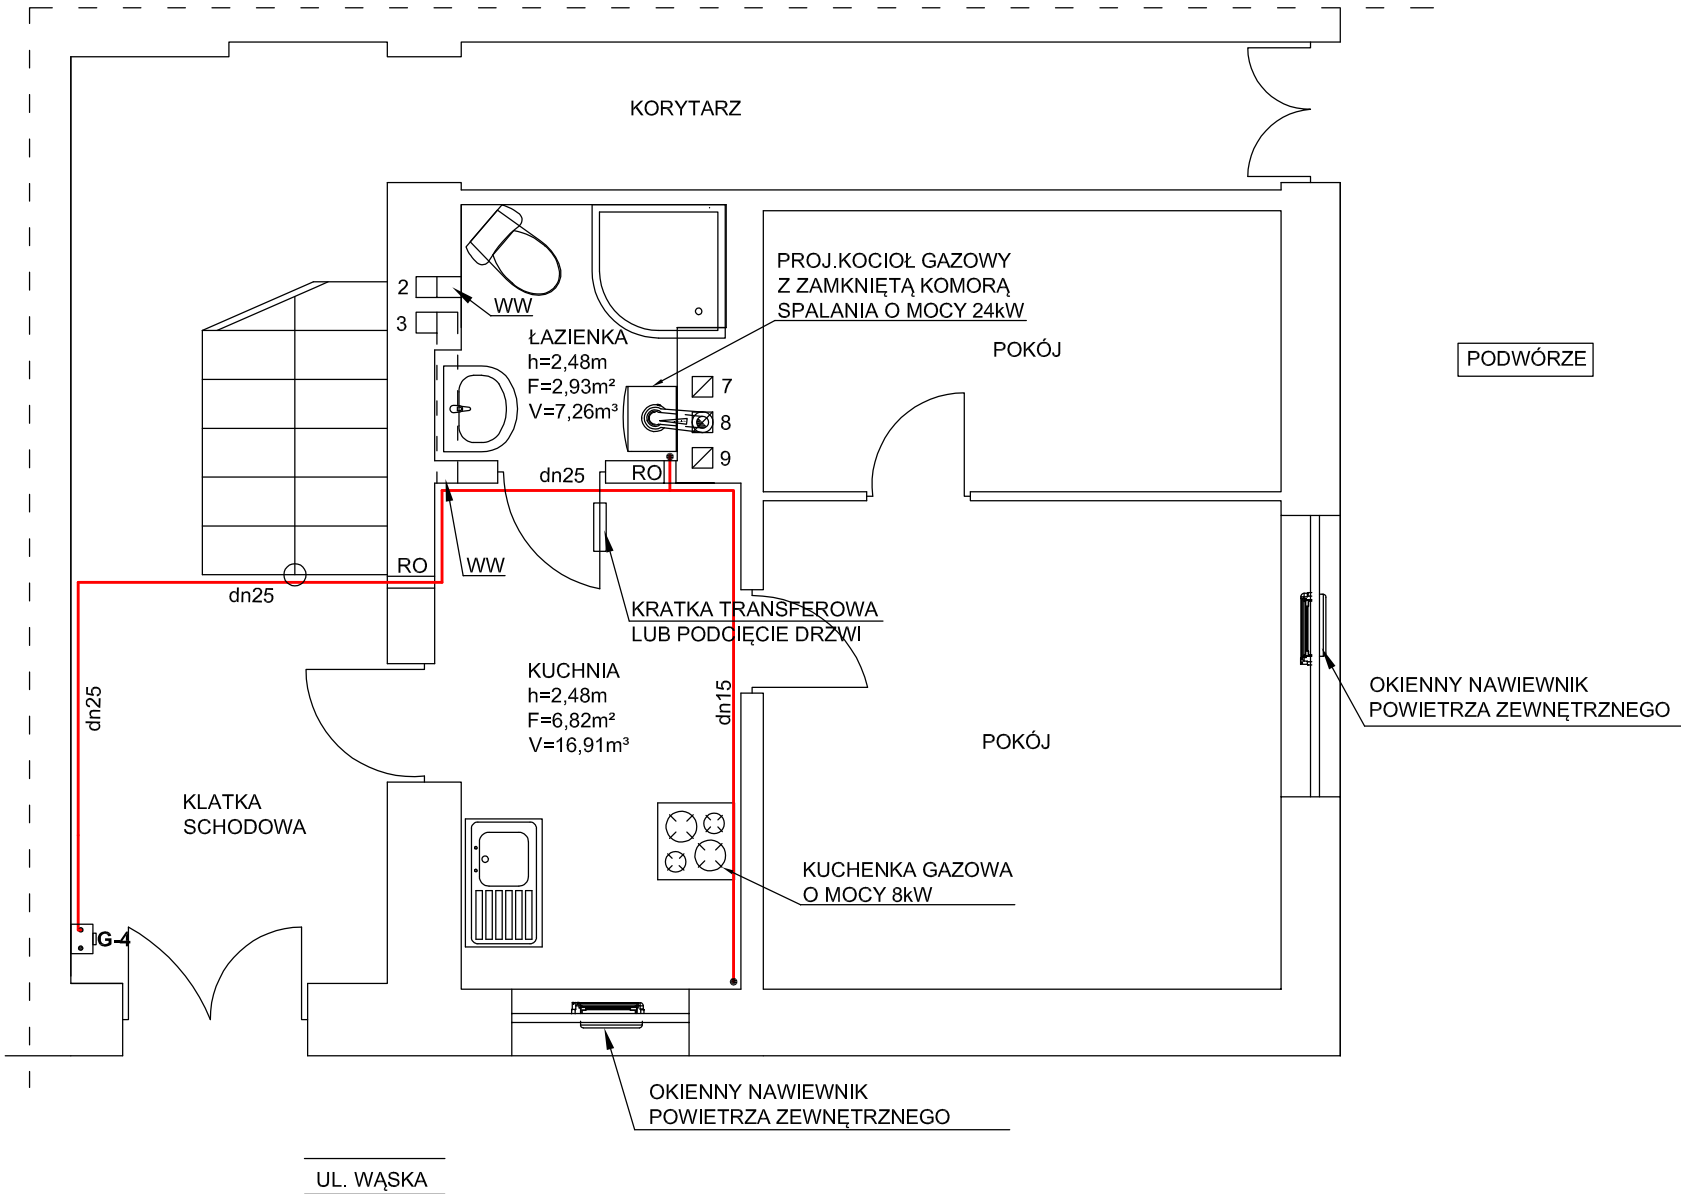 KORYTARZ
PROJ.KOCIOŁ GAZOWY
Z ZAMKNIĘTĄ KOMORĄ
SPALANIA O MOCY 24kW
2
WW
3
ŁAZIENKA
h=2,48m
F=2,93m²
V=7,26m³
POKÓJ
PODWÓRZE
7
8
9
dn25
RO
RO
WW
dn25
KRATKA TRANSFEROWA
LUB PODCIĘCIE DRZWI
KUCHNIA
h=2,48m
F=6,82m²
V=16,91m³
dn15
dn25
OKIENNY NAWIEWNIK
POWIETRZA ZEWNĘTRZNEGO
POKÓJ
KLATKA
SCHODOWA
KUCHENKA GAZOWA
O MOCY 8kW
G-4
OKIENNY NAWIEWNIK
POWIETRZA ZEWNĘTRZNEGO
UL. WĄSKA